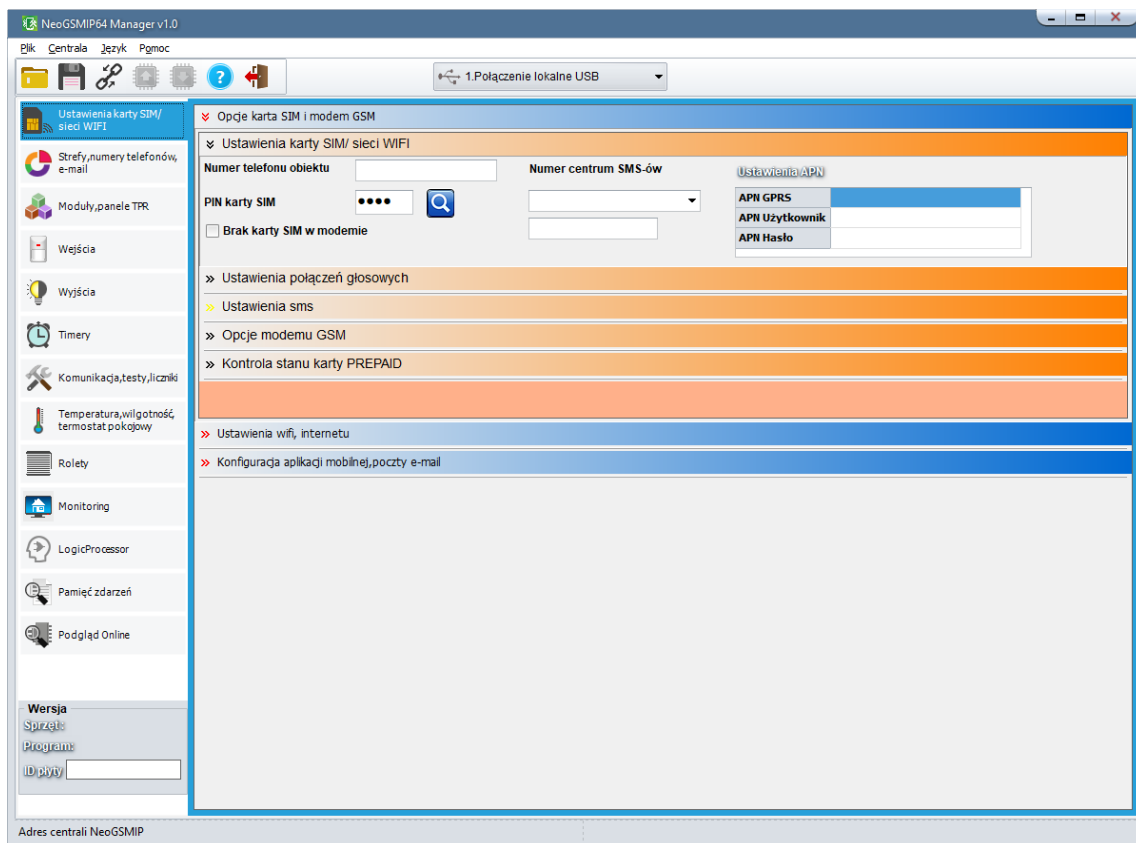 NeoGSMIP64 Manager v1.0
Plik Centrala Język Pomoc
1.Połączenie lokalne USB
Ustawienia karty SIM/
sieci WIFI
Strefy,numery telefonów,
e-mail
Moduły,panele TPR
Wejścia
Wyjścia
Timery
Komunikacja,testy,liczniki
Temperatura,wilgotność,
termostat pokojowy
Rolety
Monitoring
LogicProcessor
Pamięć zdarzeń
Podgląd Online
Wersja
Sprzęt:
Program:
ID płyty
Opcje karta SIM i modem GSM
Ustawienia karty SIM/ sieci WIFI
Numer telefonu obiektu
Numer centrum SMS-ów
Ustawienia APN
PIN karty SIM
APN GPRS
APN Użytkownik
APN Hasło
Brak karty SIM w modemie
Ustawienia połączeń głosowych
Ustawienia sms
Opcje modemu GSM
Kontrola stanu karty PREPAID
Ustawienia wifi, internetu
Konfiguracja aplikacji mobilnej,poczty e-mail
Adres centrali NeoGSMIP